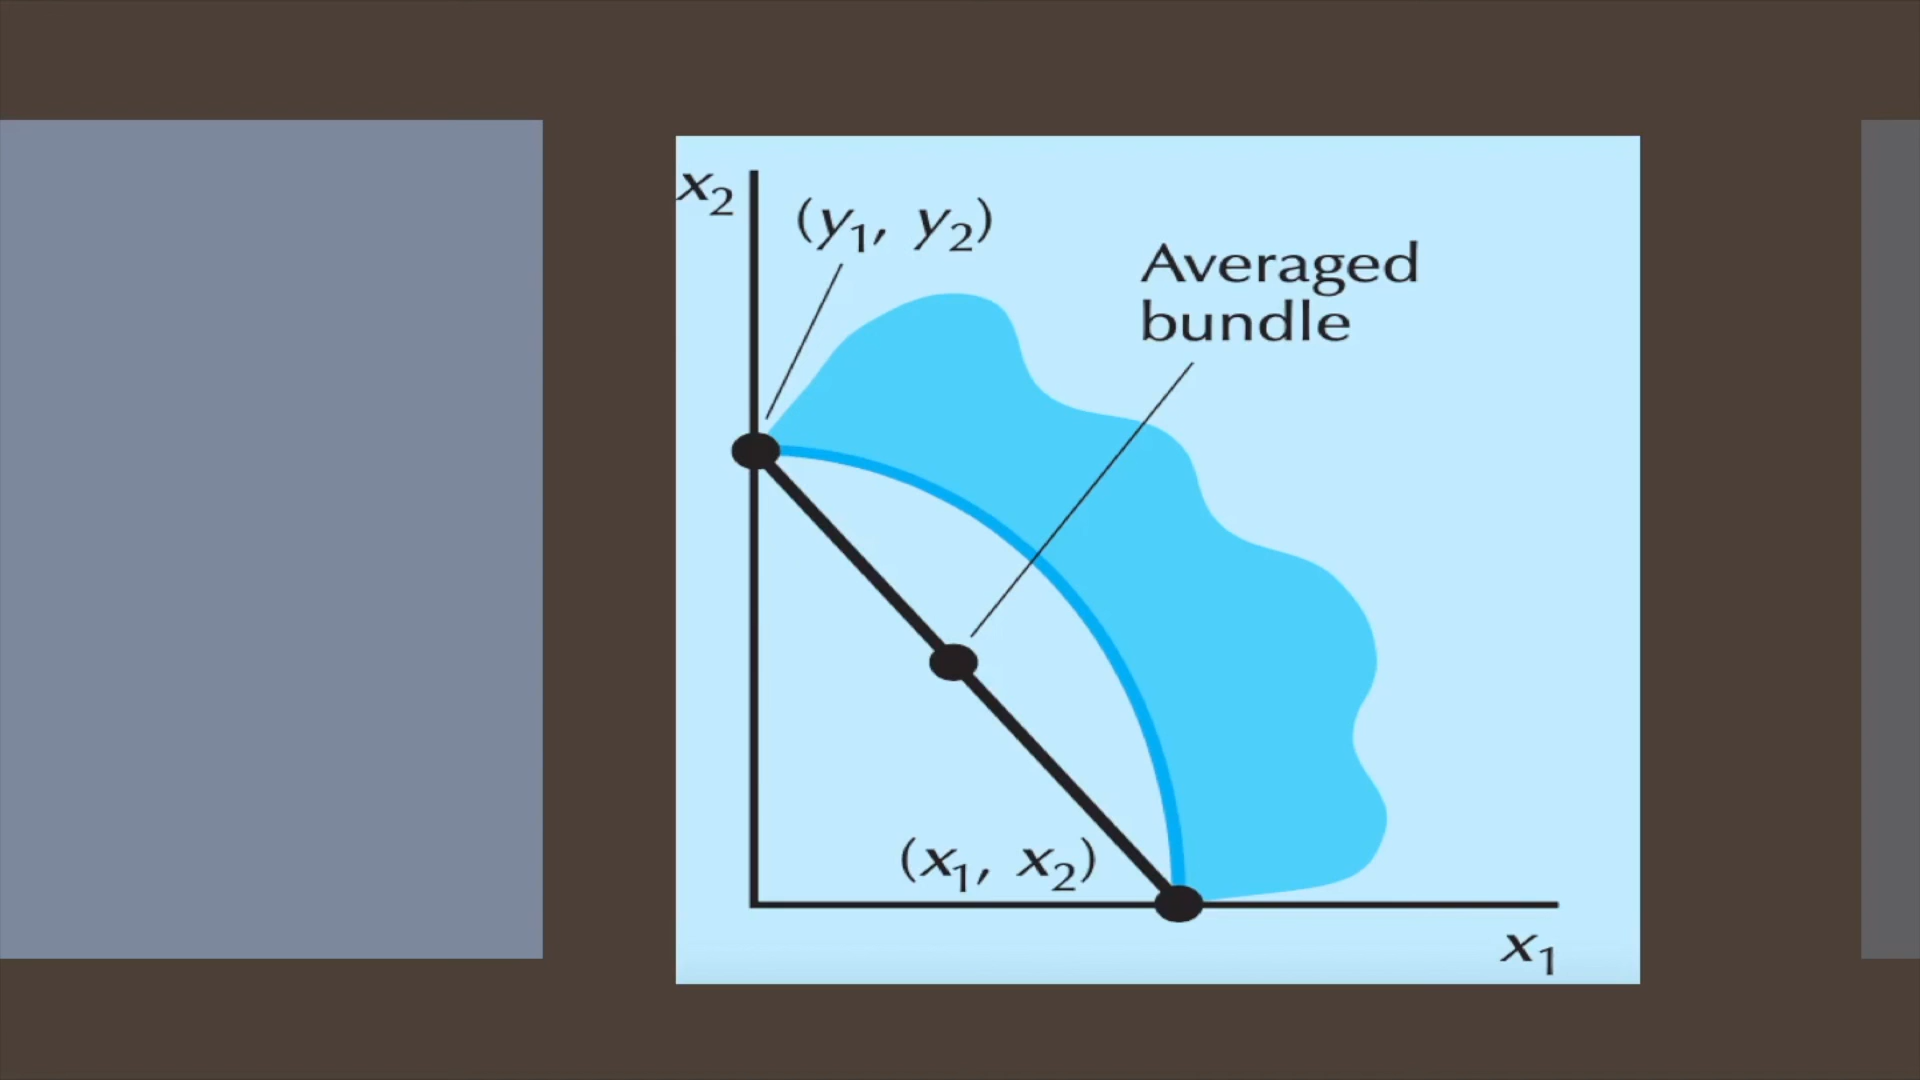 x₂
(y₁, y₂)
Averaged
bundle
(x₁, x₂)
x₁